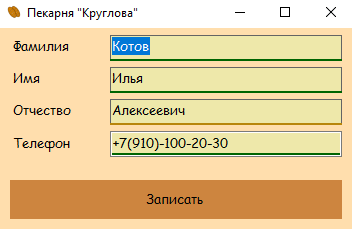 Пекарня "Круглова"
Фамилия Котов
Имя Илья
Отчество Алексеевич
Телефон +7(910)-100-20-30
Записать